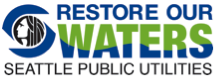 RESTORE OUR
WATERS
SEATTLE PUBLIC UTILITIES